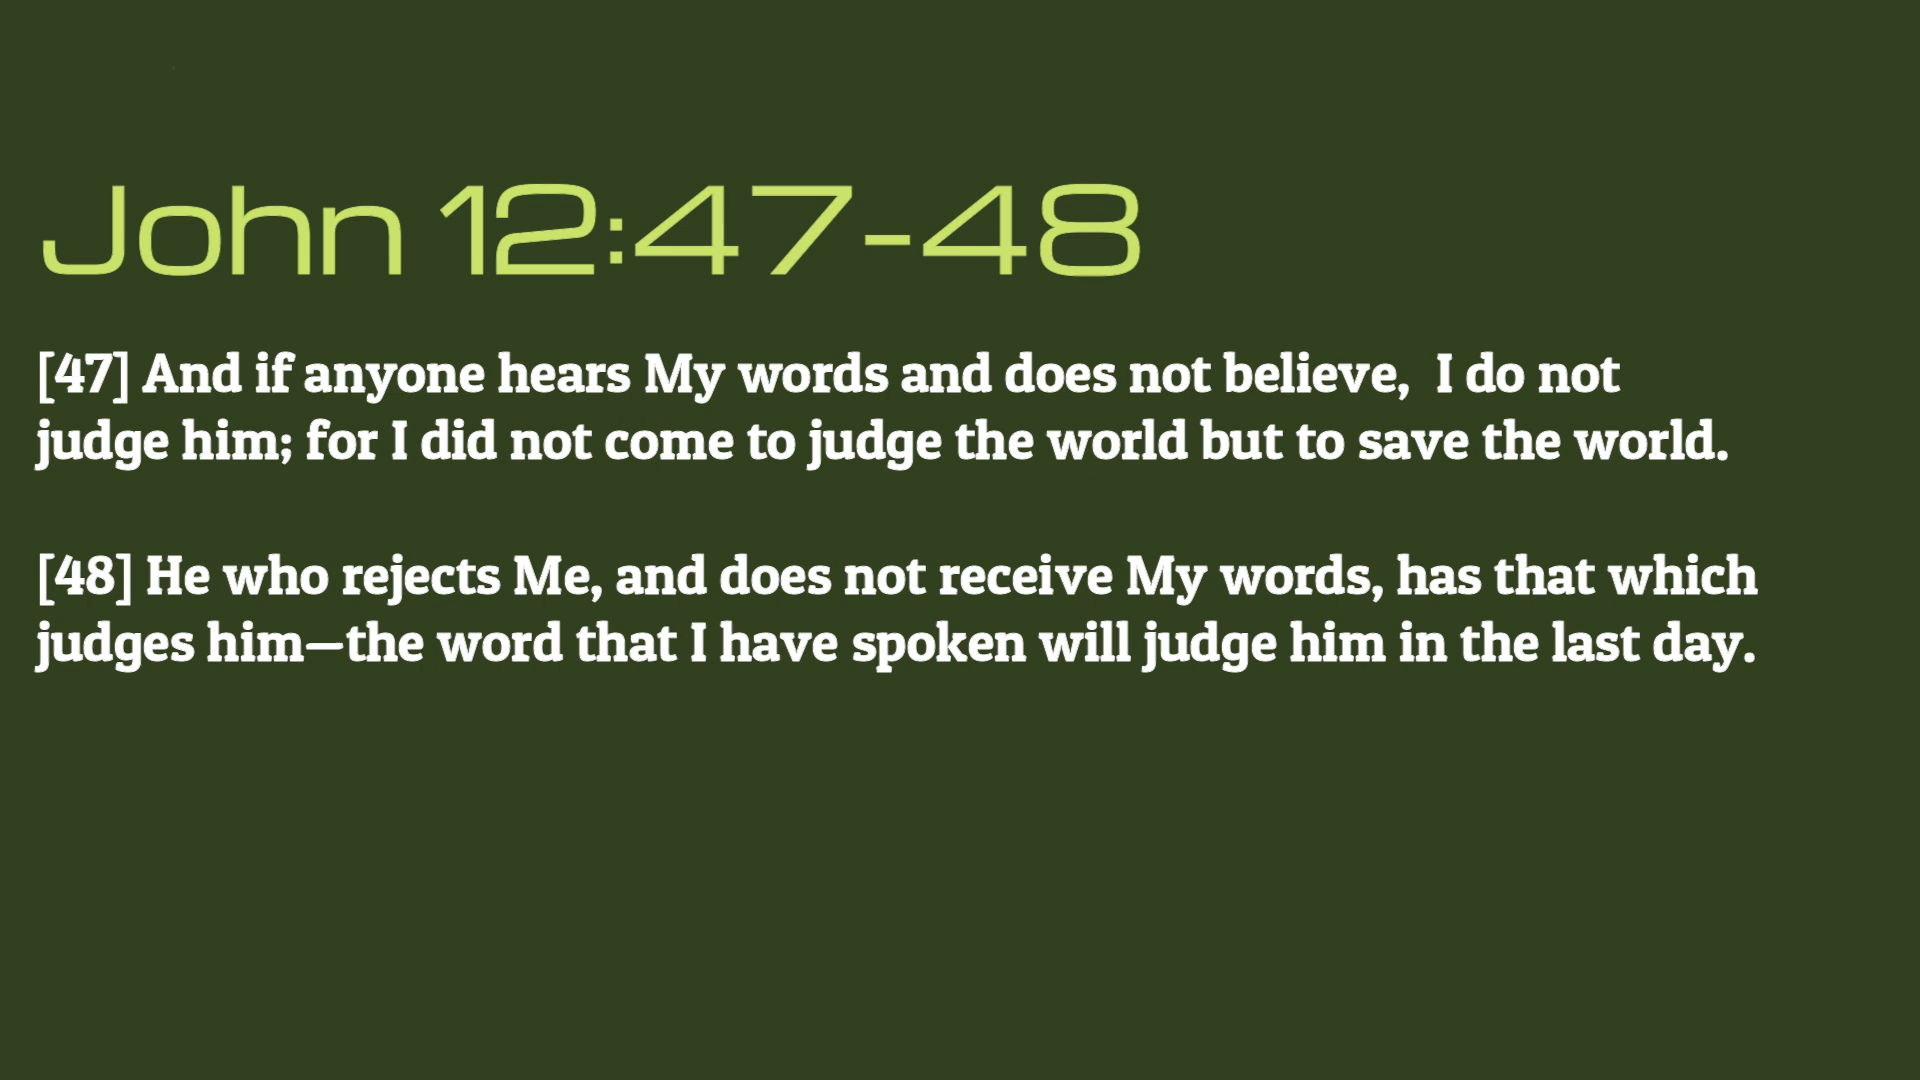 John 12:47-48
[47] And if anyone hears My words and does not believe,  I do not
judge him; for I did not come to judge the world but to save the world.
[48] He who rejects Me, and does not receive My words, has that which
judges him—the word that I have spoken will judge him in the last day.